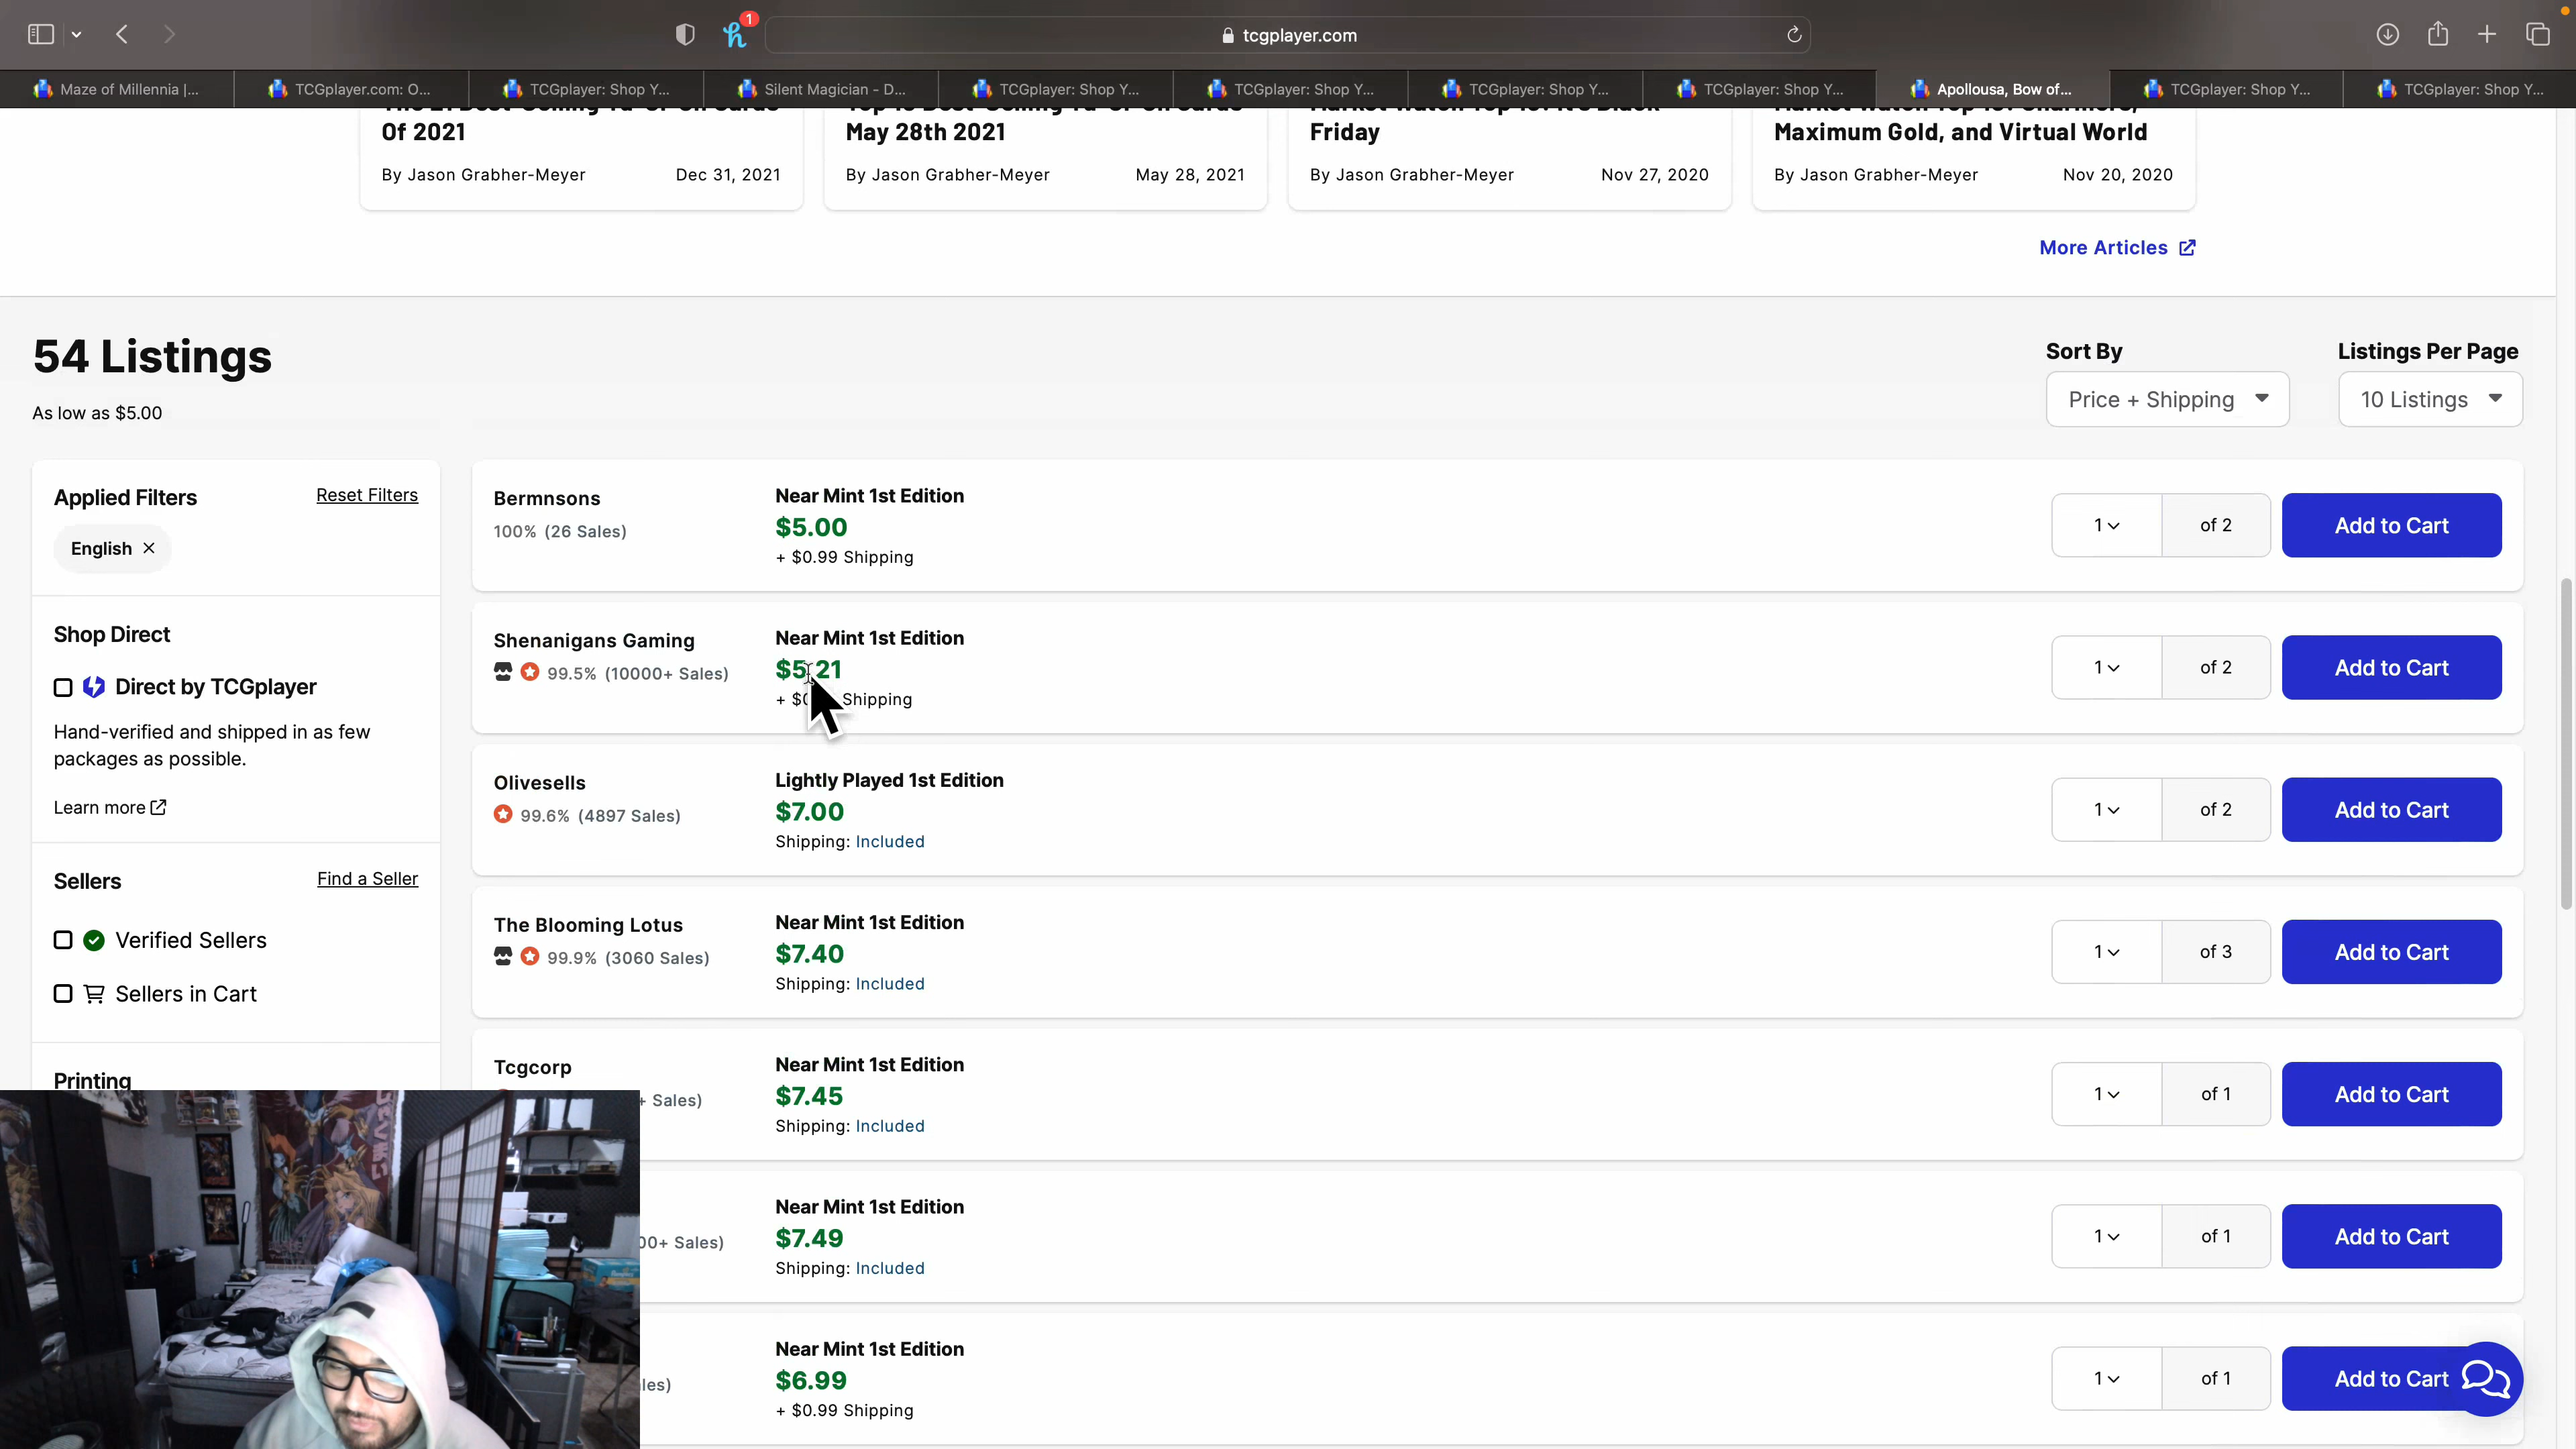 1
tcgplayer.com
Maze of Millennia |...
TCGplayer.com: O...
TCGplayer: Shop Y...
Silent Magician - D...
TCGplayer: Shop Y...
TCGplayer: Shop Y...
TCGplayer: Shop Y...
TCGplayer: Shop Y...
Apollousa, Bow of...
TCGplayer: Shop Y...
TCGplayer: Shop Y...
Of 2021
By Jason Grabher-Meyer Dec 31, 2021
May 28th 2021
By Jason Grabher-Meyer May 28, 2021
Friday
By Jason Grabher-Meyer Nov 27, 2020
Maximum Gold, and Virtual World
By Jason Grabher-Meyer Nov 20, 2020
More Articles
54 Listings
As low as $5.00
Sort By
Price + Shipping
Listings Per Page
10 Listings
Applied Filters Reset Filters
English
Shop Direct
Direct by TCGplayer
Hand-verified and shipped in as few
packages as possible.
Learn more
Sellers Find a Seller
Verified Sellers
Sellers in Cart
Printing
Bermnsons
100% (26 Sales)
Near Mint 1st Edition
$5.00
+ $0.99 Shipping
1 of 2 Add to Cart
Shenanigans Gaming
99.5% (10000+ Sales)
Near Mint 1st Edition
$5.21
Shipping
1 of 2 Add to Cart
Olivesells
99.6% (4897 Sales)
Lightly Played 1st Edition
$7.00
Shipping: Included
1 of 2 Add to Cart
The Blooming Lotus
99.9% (3060 Sales)
Near Mint 1st Edition
$7.40
Shipping: Included
1 of 3 Add to Cart
Tcgcorp
+ Sales)
Near Mint 1st Edition
$7.45
Shipping: Included
1 of 1 Add to Cart
00+ Sales)
Near Mint 1st Edition
$7.49
Shipping: Included
1 of 1 Add to Cart
les)
Near Mint 1st Edition
$6.99
+ $0.99 Shipping
1 of 1 Add to Cart